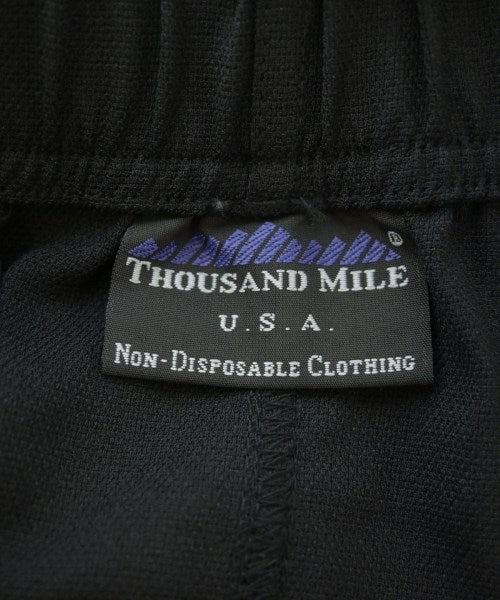 ®
THOUSAND MILE
U.S.A.
NON-DISPOSABLE CLOTHING